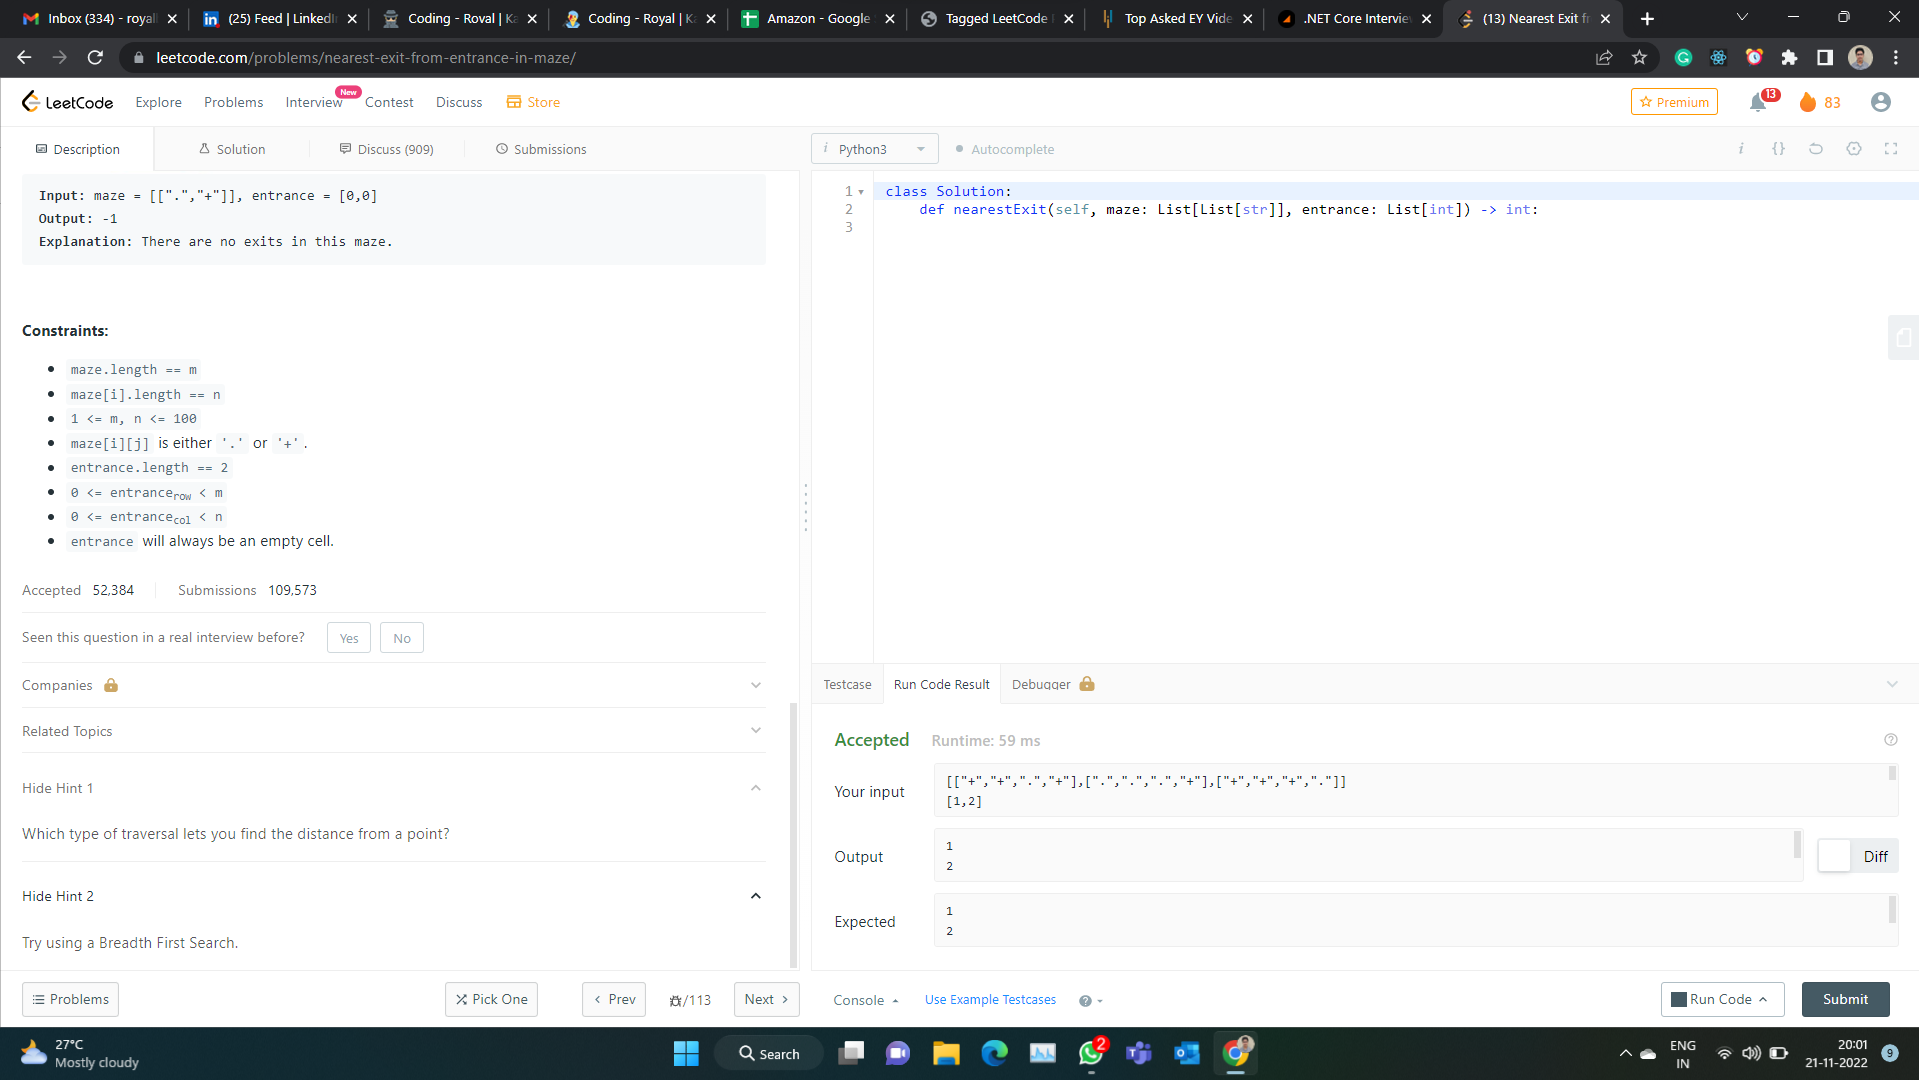 Inbox (334) - royall
(25) Feed | LinkedI
Coding - Royal | Ka
Coding - Royal | Ka
Amazon - Google S
Tagged LeetCode
Top Asked EY Vide
.NET Core Intervie
(13) Nearest Exit fr
leetcode.com/problems/nearest-exit-from-entrance-in-maze/
LeetCode
Explore
Problems
Interview
New
Contest
Discuss
Store
Premium
13
83
Description
Solution
Discuss (909)
Submissions
i Python3
Autocomplete
i
{}
Input: maze = [[".","+"]], entrance = [0,0]
Output: -1
Explanation: There are no exits in this maze.
Constraints:
maze.length == m
maze[i].length == n
1 <= m, n <= 100
maze[i][j] is either '.' or '+'.
entrance.length == 2
0 <= entrancerow < m
0 <= entrancecol < n
entrance will always be an empty cell.
Accepted 52,384
Submissions 109,573
Seen this question in a real interview before?
Yes
No
Companies
Related Topics
Hide Hint 1
Which type of traversal lets you find the distance from a point?
Hide Hint 2
Try using a Breadth First Search.
Problems
Pick One
Prev
/113
Next
1 class Solution:
2 def nearestExit(self, maze: List[List[str]], entrance: List[int]) -> int:
3
Testcase
Run Code Result
Debugger
Accepted
Runtime: 59 ms
Your input
[["+","+",".","+"],[".",".",".","+"],["+","+","+","."]]
[1,2]
Output
1
2
Diff
Expected
1
2
Console
Use Example Testcases
Run Code
Submit
27°C
Mostly cloudy
Search
2
ENG
IN
20:01
21-11-2022
9